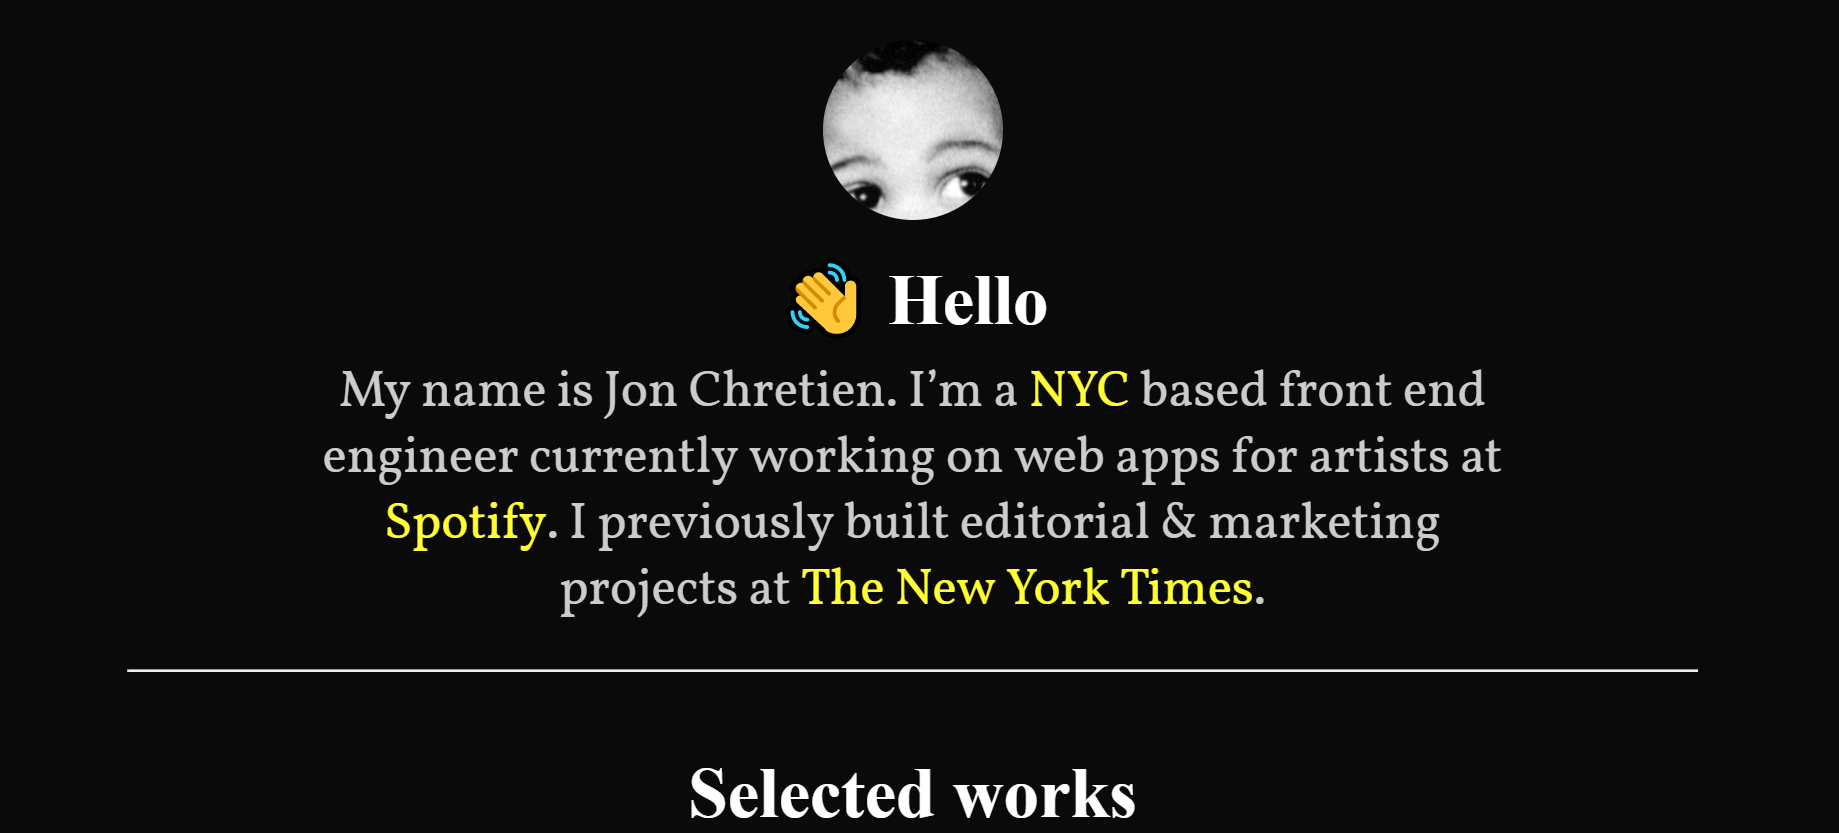 👋 Hello
My name is Jon Chretien. I’m a NYC based front end
engineer currently working on web apps for artists at
Spotify. I previously built editorial & marketing
projects at The New York Times.
Selected works